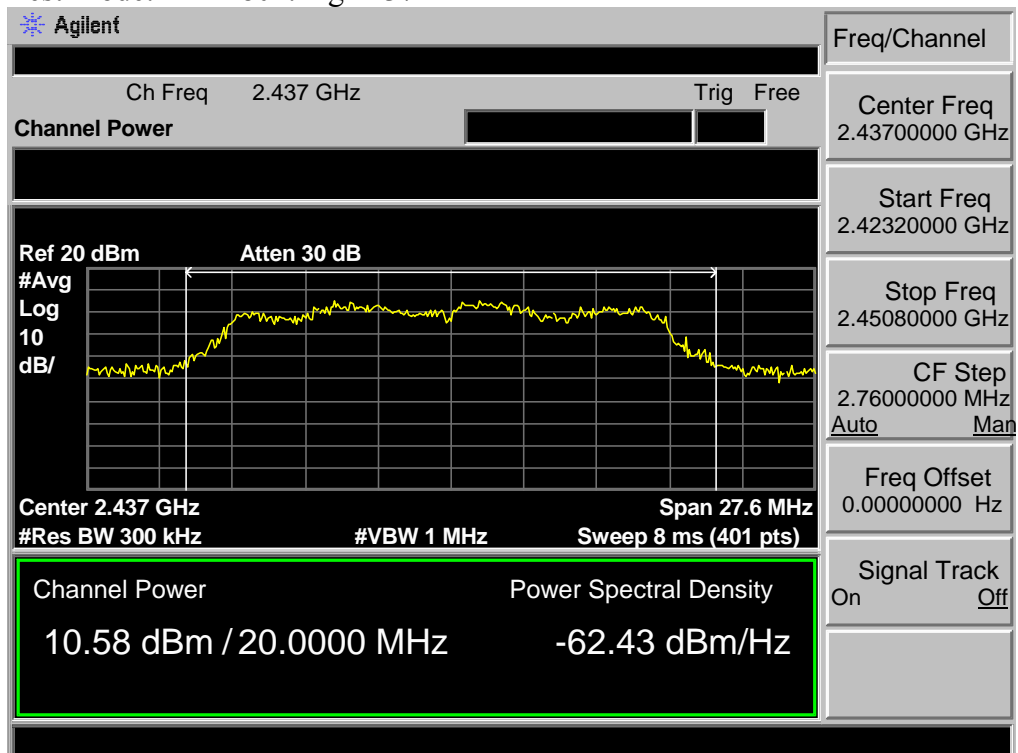 Agilent
Freq/Channel
Ch Freq 2.437 GHz Trig Free
Channel Power
Center Freq
2.43700000 GHz
Start Freq
2.42320000 GHz
Stop Freq
2.45080000 GHz
CF Step
2.76000000 MHz
Auto Man
Freq Offset
0.00000000 Hz
Signal Track
On Off
Ref 20 dBm Atten 30 dB
#Avg
Log
10
dB/
Center 2.437 GHz Span 27.6 MHz
#Res BW 300 kHz #VBW 1 MHz Sweep 8 ms (401 pts)
Channel Power Power Spectral Density
10.58 dBm / 20.0000 MHz -62.43 dBm/Hz